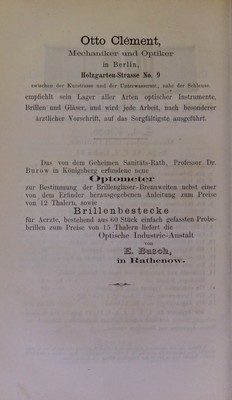 Otto Clément,
Mechaniker und Optiker
in Berlin,
Holzgarten-Strasse No. 9
zwischen der Kurstrasse und der Unterwasserstr., nahe der Schleuse,
empfiehlt sein Lager aller Arten optischer Instrumente,
Brillen und Gläser, und wird jede Arbeit, nach besonderer
ärztlicher Vorschrift, auf das Sorgfältigste ausgeführt.
Das von dem Geheimen Sanitäts-Rath, Professor Dr.
Burow in Königsberg erfundene neue
Optometer
zur Bestimmung der Brillengläser-Brennweiten nebst einer
von dem Erfinder herausgegebenen Anleitung zum Preise
von 12 Thalern, sowie
Brillenbestecke
für Aerzte, bestehend aus 60 Stück einfach gefassten Probe-
brillen zum Preise von 15 Thalern liefert die
Optische Industrie-Anstalt
von
E. Busch,
in Rathenow.